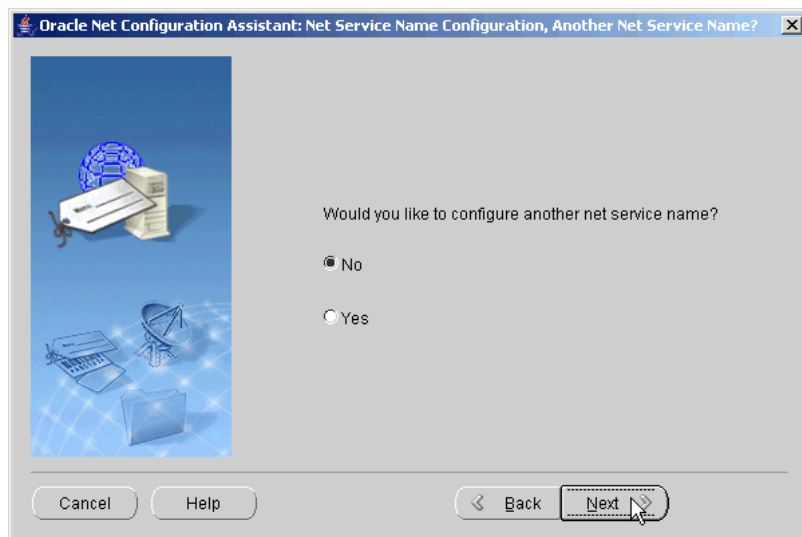 Oracle Net Configuration Assistant: Net Service Name Configuration, Another Net Service Name?
Would you like to configure another net service name?
No
Yes
Cancel
Help
Back
Next